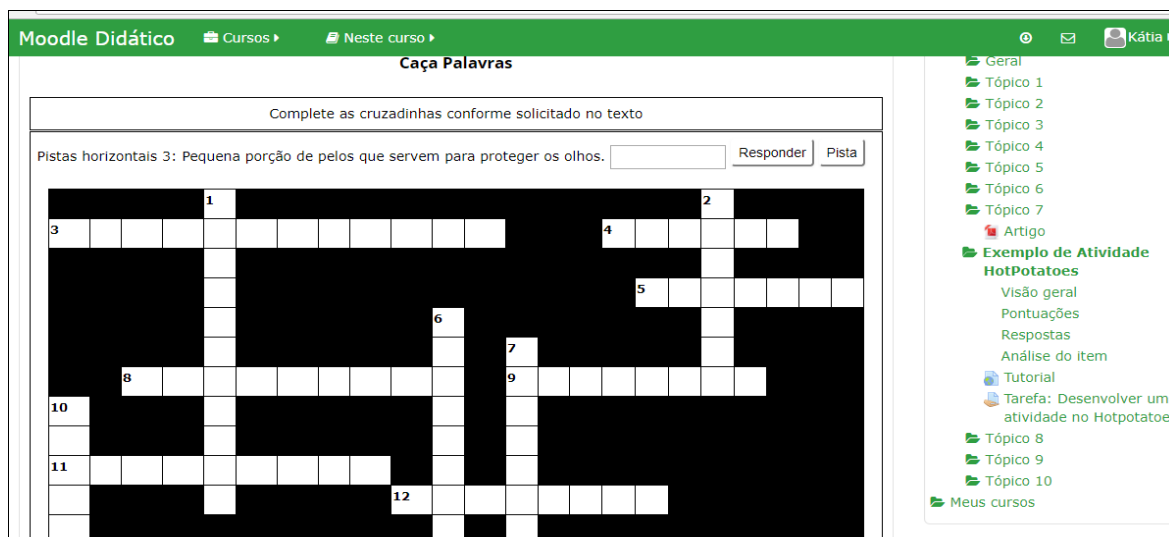 Moodle Didático Cursos Neste curso Kátia
Caça Palavras
Complete as cruzadinhas conforme solicitado no texto
Pistas horizontais 3: Pequena porção de pelos que servem para proteger os olhos. Responder Pista
1 2
3 4
5
6
7
8 9
10
11
12
Geral
Tópico 1
Tópico 2
Tópico 3
Tópico 4
Tópico 5
Tópico 6
Tópico 7
Artigo
Exemplo de Atividade
HotPotatoes
Visão geral
Pontuações
Respostas
Análise do item
Tutorial
Tarefa: Desenvolver um
atividade no Hotpotatoe
Tópico 8
Tópico 9
Tópico 10
Meus cursos